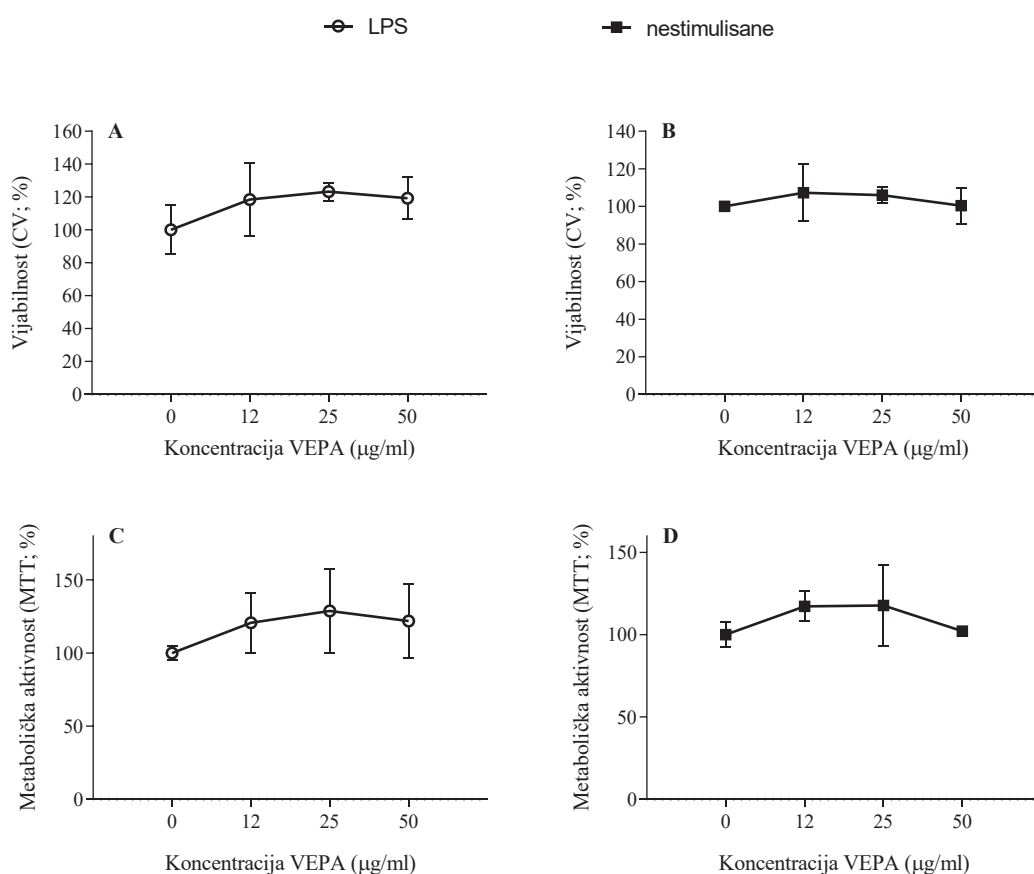 LPS
nestimulisane
A
Vijabilnost (CV; %)
160
140
120
100
80
60
40
20
0
0 12 25 50
Koncentracija VEPA (μg/ml)
B
Vijabilnost (CV; %)
140
120
100
80
60
40
20
0
0 12 25 50
Koncentracija VEPA (μg/ml)
C
Metabolička aktivnost (MTT; %)
150
100
50
0
0 12 25 50
Koncentracija VEPA (μg/ml)
D
Metabolička aktivnost (MTT; %)
150
100
50
0
0 12 25 50
Koncentracija VEPA (μg/ml)